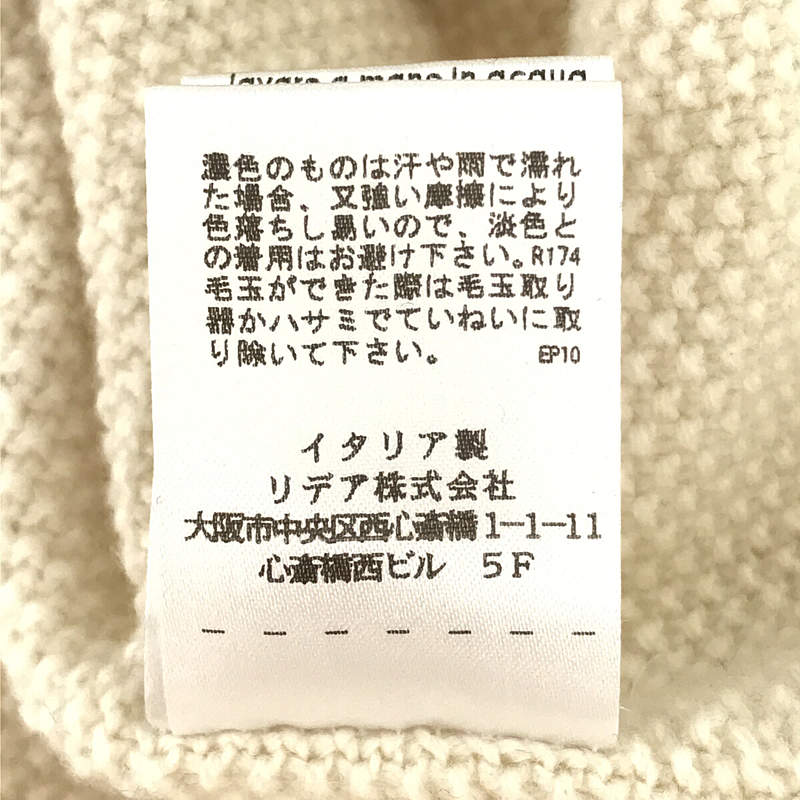 lavare a mano in acqua
濃色のものは汗や雨で濡れ
た場合、又強い摩擦により
色落ちし易いので、淡色と
の着用はお避け下さい。R174
毛玉ができた際は毛玉取り
器かハサミでていねいに取
り除いて下さい。 EP10
イタリア製
リデア株式会社
大阪市中央区西心斎橋1-1-11
心斎橋西ビル 5F